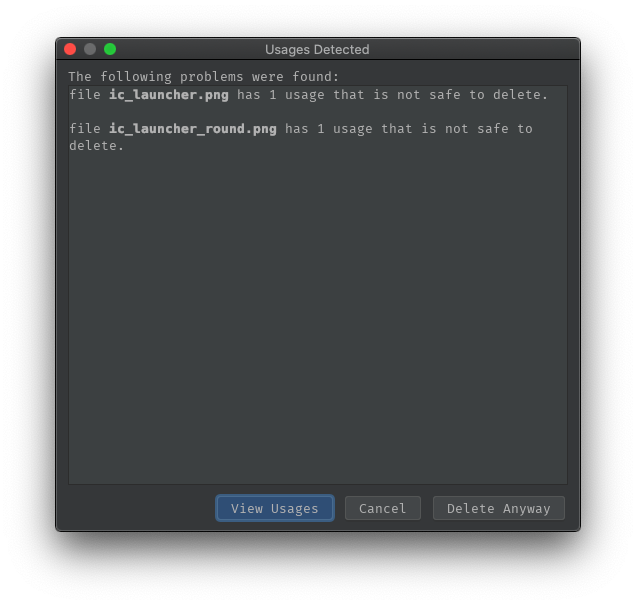 Usages Detected
The following problems were found:
file ic_launcher.png has 1 usage that is not safe to delete.
file ic_launcher_round.png has 1 usage that is not safe to
delete.
View Usages Cancel Delete Anyway